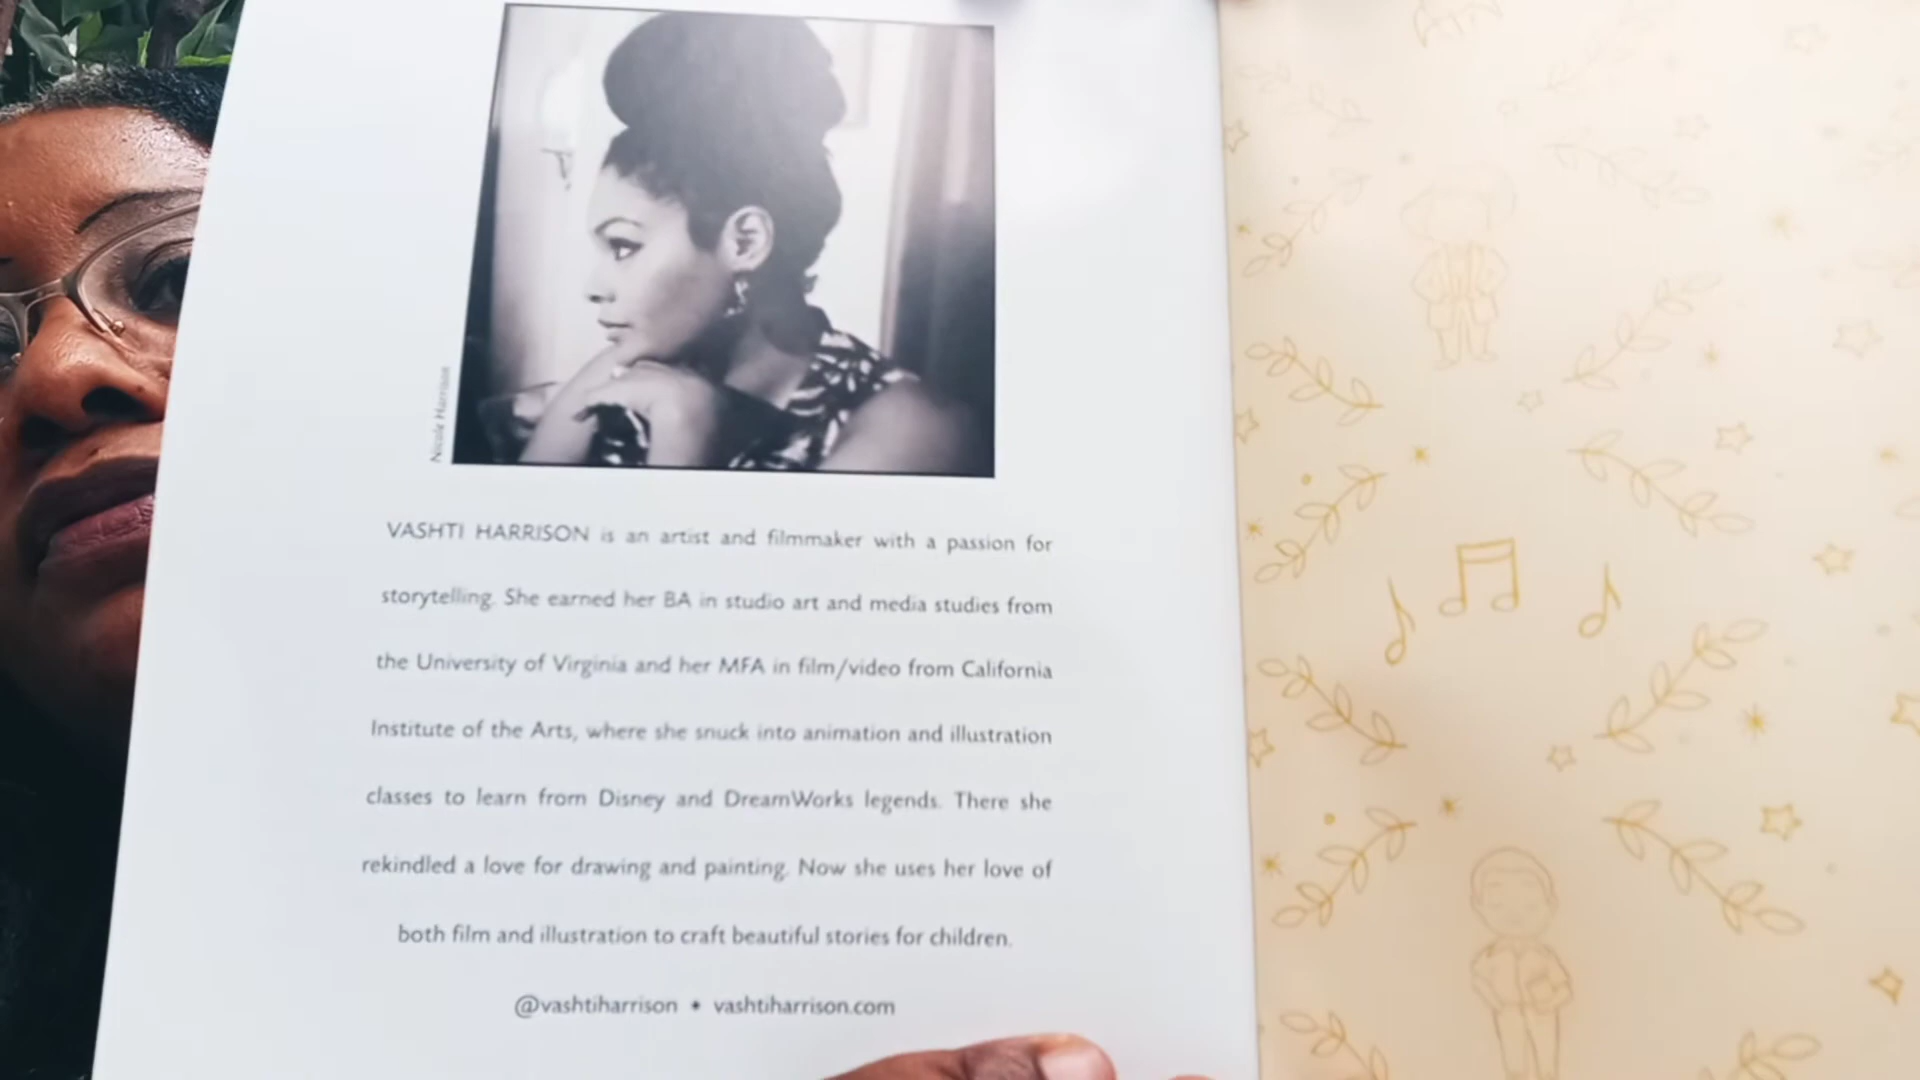 Nicole Harrison
VASHTI HARRISON is an artist and filmmaker with a passion for
storytelling. She earned her BA in studio art and media studies from
the University of Virginia and her MFA in film/video from California
Institute of the Arts, where she snuck into animation and illustration
classes to learn from Disney and DreamWorks legends. There she
rekindled a love for drawing and painting. Now she uses her love of
both film and illustration to craft beautiful stories for children.
@vashtiharrison • vashtiharrison.com